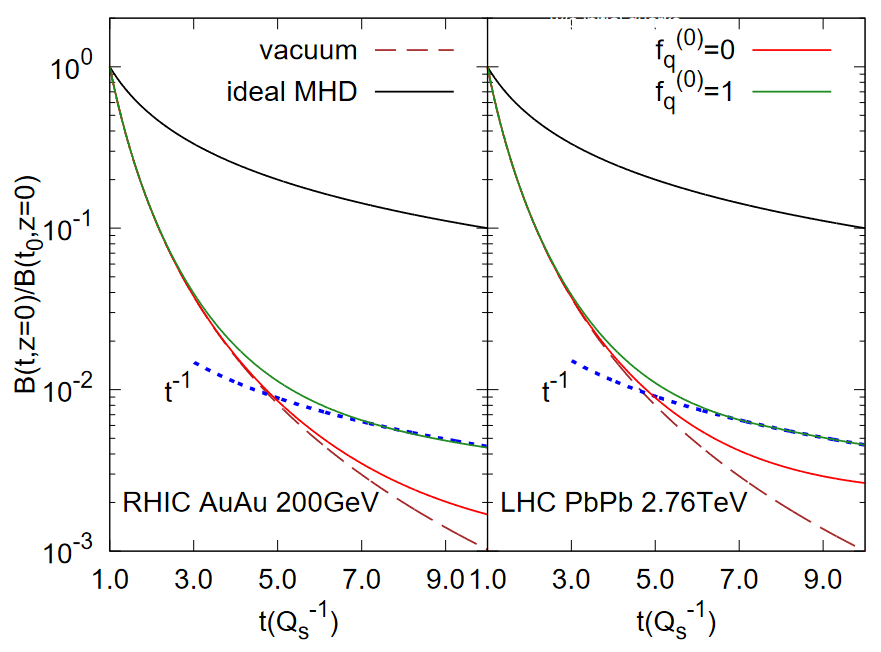 vacuum
ideal MHD
f_q^(0)=0
f_q^(0)=1
B(t,z=0)/B(t_0,z=0)
10^0
10^-1
10^-2
10^-3
t^-1
t^-1
RHIC AuAu 200GeV
LHC PbPb 2.76TeV
1.0 3.0 5.0 7.0 9.0 1.0 3.0 5.0 7.0 9.0
t(Q_s^-1)
t(Q_s^-1)